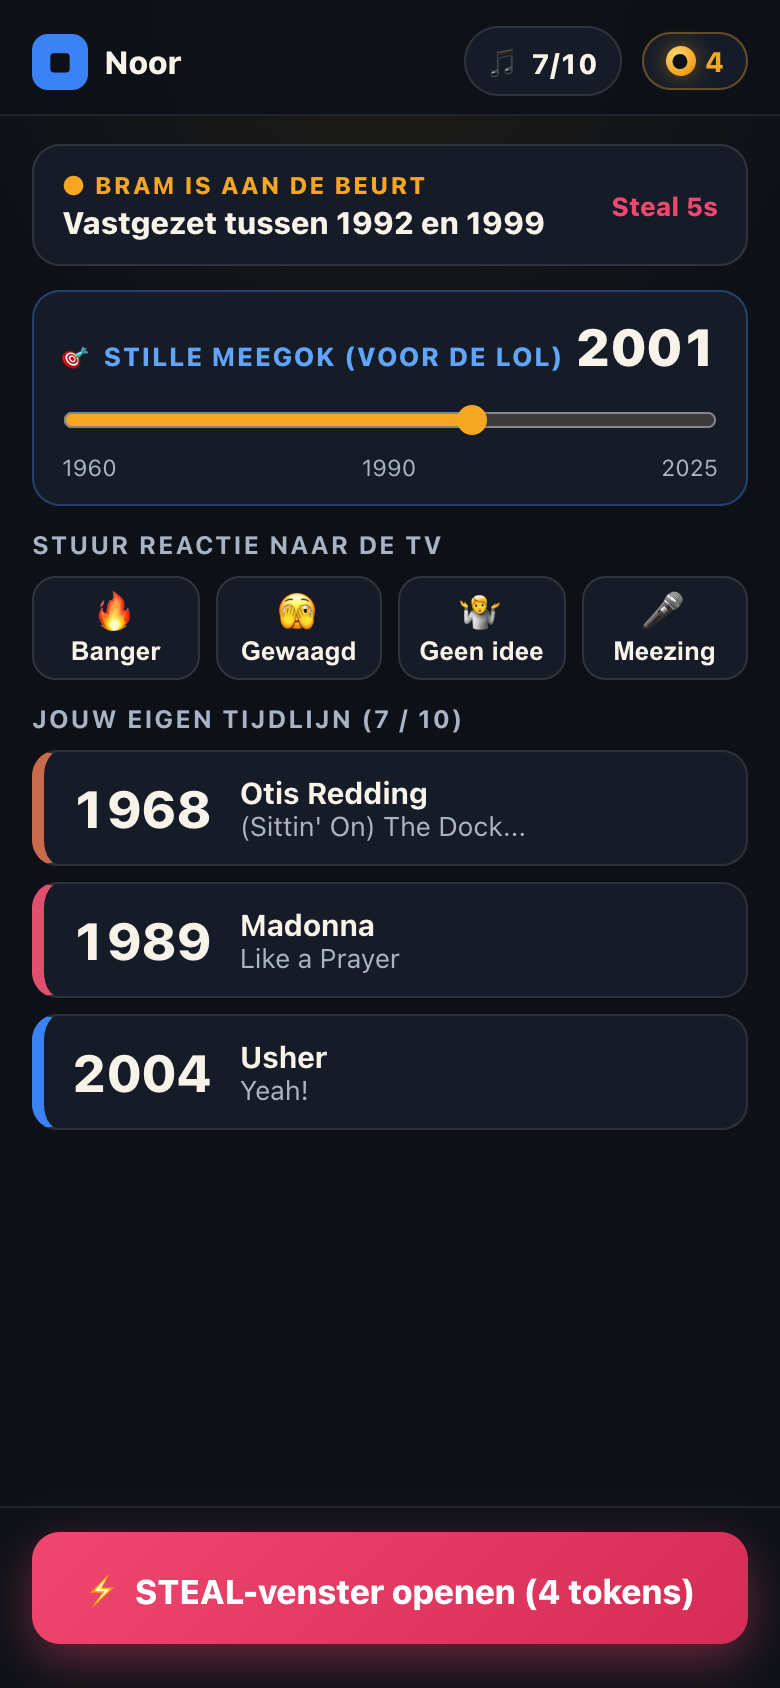 Noor
7/10
4
BRAM IS AAN DE BEURT
Vastgezet tussen 1992 en 1999
Steal 5s
STILLE MEEGOK (VOOR DE LOL)
2001
1960
1990
2025
STUUR REACTIE NAAR DE TV
Banger
Gewaagd
Geen idee
Meezing
JOUW EIGEN TIJDLIJN (7 / 10)
1968
Otis Redding
(Sittin' On) The Dock...
1989
Madonna
Like a Prayer
2004
Usher
Yeah!
STEAL-venster openen (4 tokens)